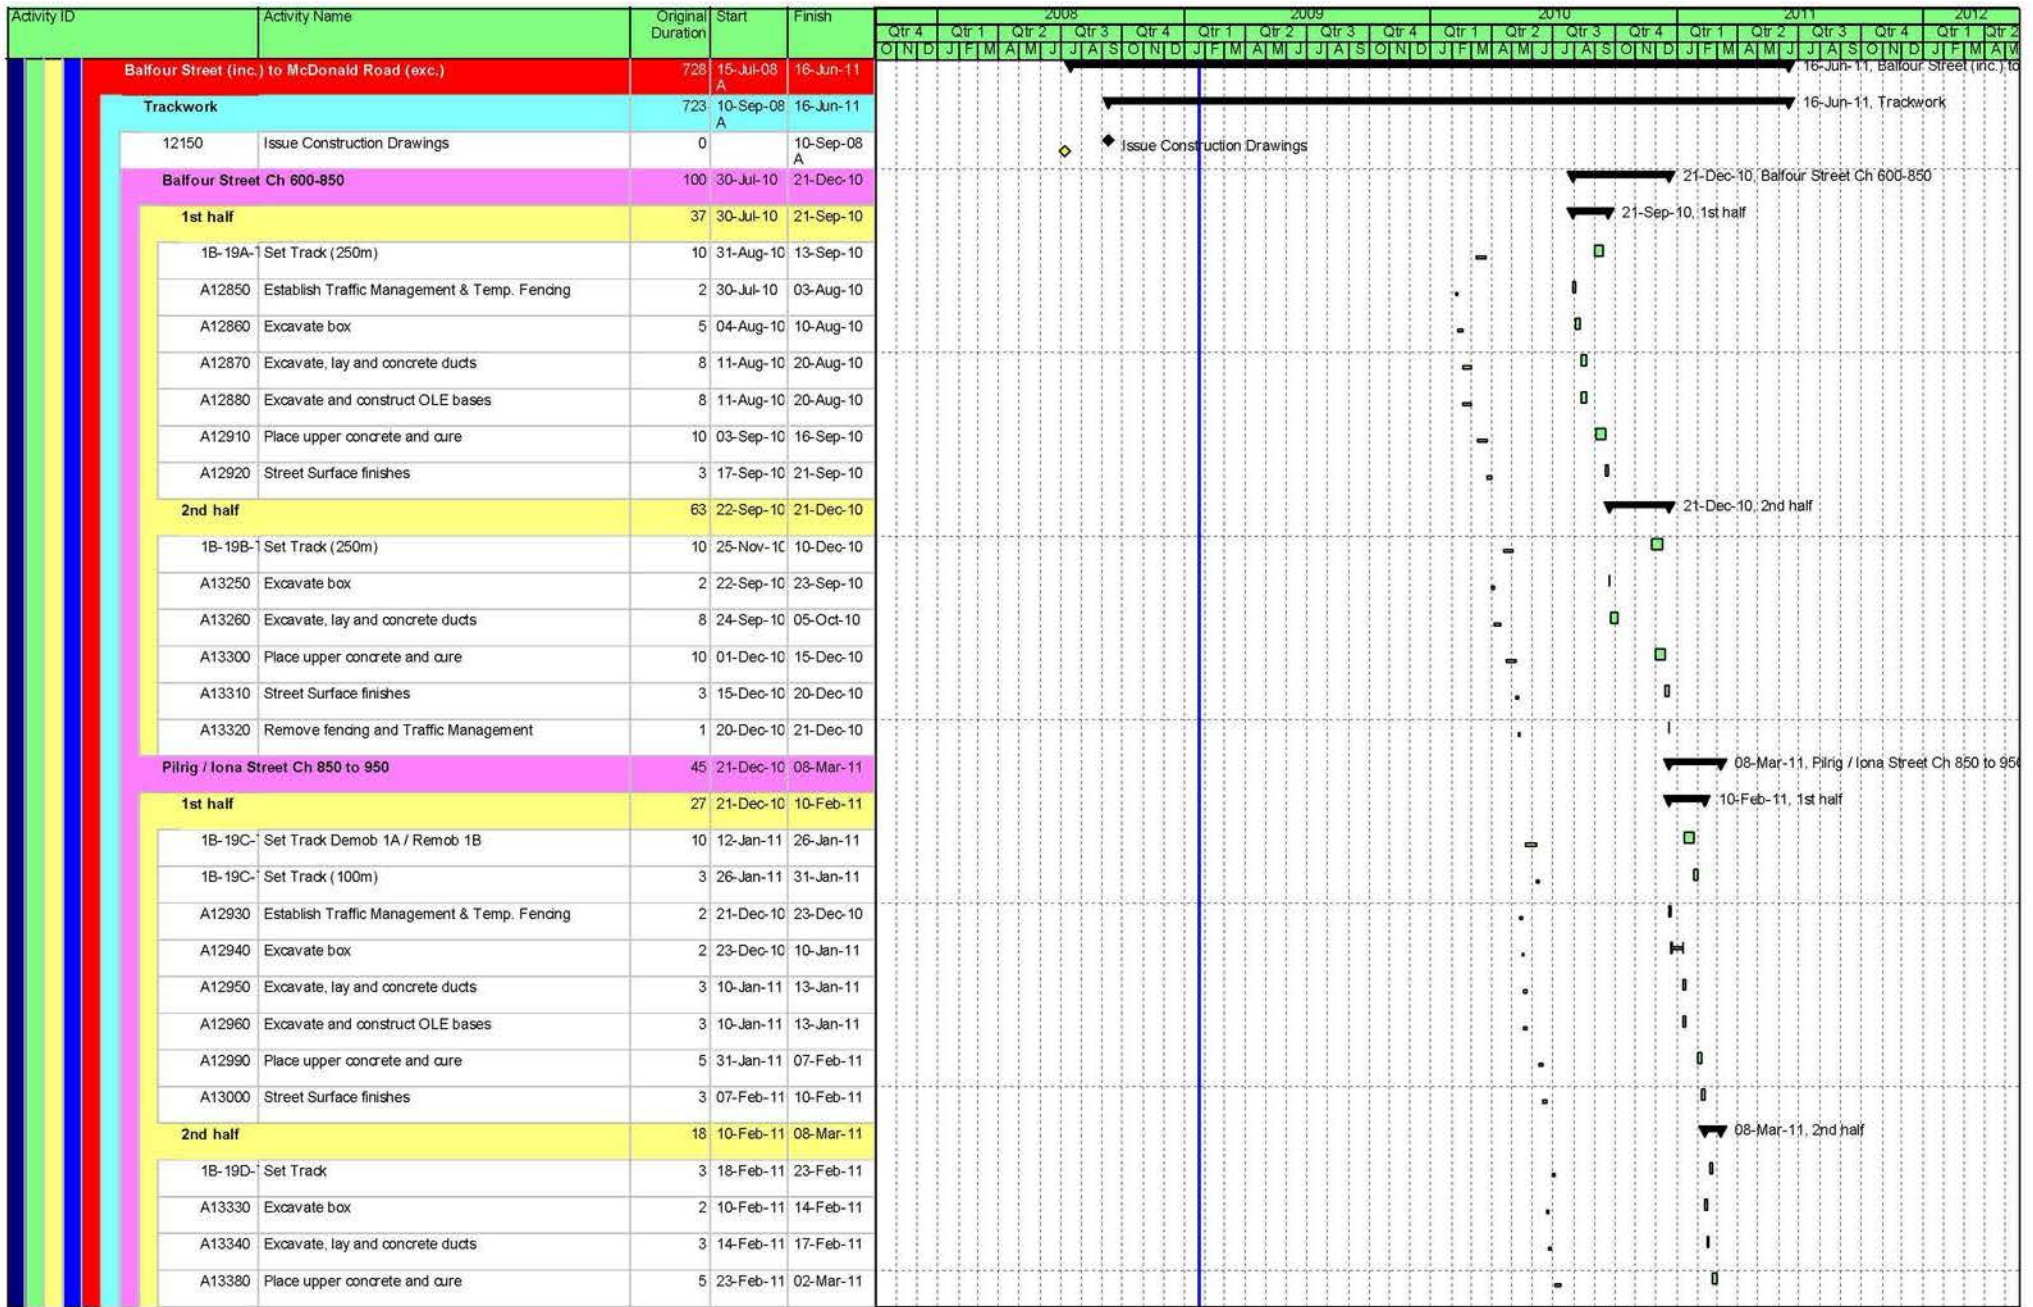 Activity ID Activity Name Original Duration Start Finish 2008 2009 2010 2011 2012
Qtr 4 Qtr 1 Qtr 2 Qtr 3 Qtr 4 Qtr 1 Qtr 2 Qtr 3 Qtr 4 Qtr 1 Qtr 2 Qtr 3 Qtr 4 Qtr 1 Qtr 2 Qtr 3 Qtr 4 Qtr 1 Qtr 2
O N D J F M A M J J A S O N D J F M A M J J A S O N D J F M A M J J A S O N D J F M A M J J A S O N D J F M A M
Balfour Street (inc.) to McDonald Road (exc.) 728 15-Jul-08 A 16-Jun-11 16-Jun-11, Balfour Street (inc.) to
Trackwork 723 10-Sep-08 A 16-Jun-11 16-Jun-11, Trackwork
12150 Issue Construction Drawings 0 10-Sep-08 A Issue Construction Drawings
Balfour Street Ch 600-850 100 30-Jul-10 21-Dec-10 21-Dec-10, Balfour Street Ch 600-850
1st half 37 30-Jul-10 21-Sep-10 21-Sep-10, 1st half
1B-19A- Set Track (250m) 10 31-Aug-10 13-Sep-10
A12850 Establish Traffic Management & Temp. Fencing 2 30-Jul-10 03-Aug-10
A12860 Excavate box 5 04-Aug-10 10-Aug-10
A12870 Excavate, lay and concrete ducts 8 11-Aug-10 20-Aug-10
A12880 Excavate and construct OLE bases 8 11-Aug-10 20-Aug-10
A12910 Place upper concrete and cure 10 03-Sep-10 16-Sep-10
A12920 Street Surface finishes 3 17-Sep-10 21-Sep-10
2nd half 63 22-Sep-10 21-Dec-10 21-Dec-10, 2nd half
1B-19B- Set Track (250m) 10 25-Nov-10 10-Dec-10
A13250 Excavate box 2 22-Sep-10 23-Sep-10
A13260 Excavate, lay and concrete ducts 8 24-Sep-10 05-Oct-10
A13300 Place upper concrete and cure 10 01-Dec-10 15-Dec-10
A13310 Street Surface finishes 3 15-Dec-10 20-Dec-10
A13320 Remove fencing and Traffic Management 1 20-Dec-10 21-Dec-10
Pilrig / Iona Street Ch 850 to 950 45 21-Dec-10 08-Mar-11 08-Mar-11, Pilrig / Iona Street Ch 850 to 950
1st half 27 21-Dec-10 10-Feb-11 10-Feb-11, 1st half
1B-19C- Set Track Demob 1A / Remob 1B 10 12-Jan-11 26-Jan-11
1B-19C- Set Track (100m) 3 26-Jan-11 31-Jan-11
A12930 Establish Traffic Management & Temp. Fencing 2 21-Dec-10 23-Dec-10
A12940 Excavate box 2 23-Dec-10 10-Jan-11
A12950 Excavate, lay and concrete ducts 3 10-Jan-11 13-Jan-11
A12960 Excavate and construct OLE bases 3 10-Jan-11 13-Jan-11
A12990 Place upper concrete and cure 5 31-Jan-11 07-Feb-11
A13000 Street Surface finishes 3 07-Feb-11 10-Feb-11
2nd half 18 10-Feb-11 08-Mar-11 08-Mar-11, 2nd half
1B-19D- Set Track 3 18-Feb-11 23-Feb-11
A13330 Excavate box 2 10-Feb-11 14-Feb-11
A13340 Excavate, lay and concrete ducts 3 14-Feb-11 17-Feb-11
A13380 Place upper concrete and cure 5 23-Feb-11 02-Mar-11